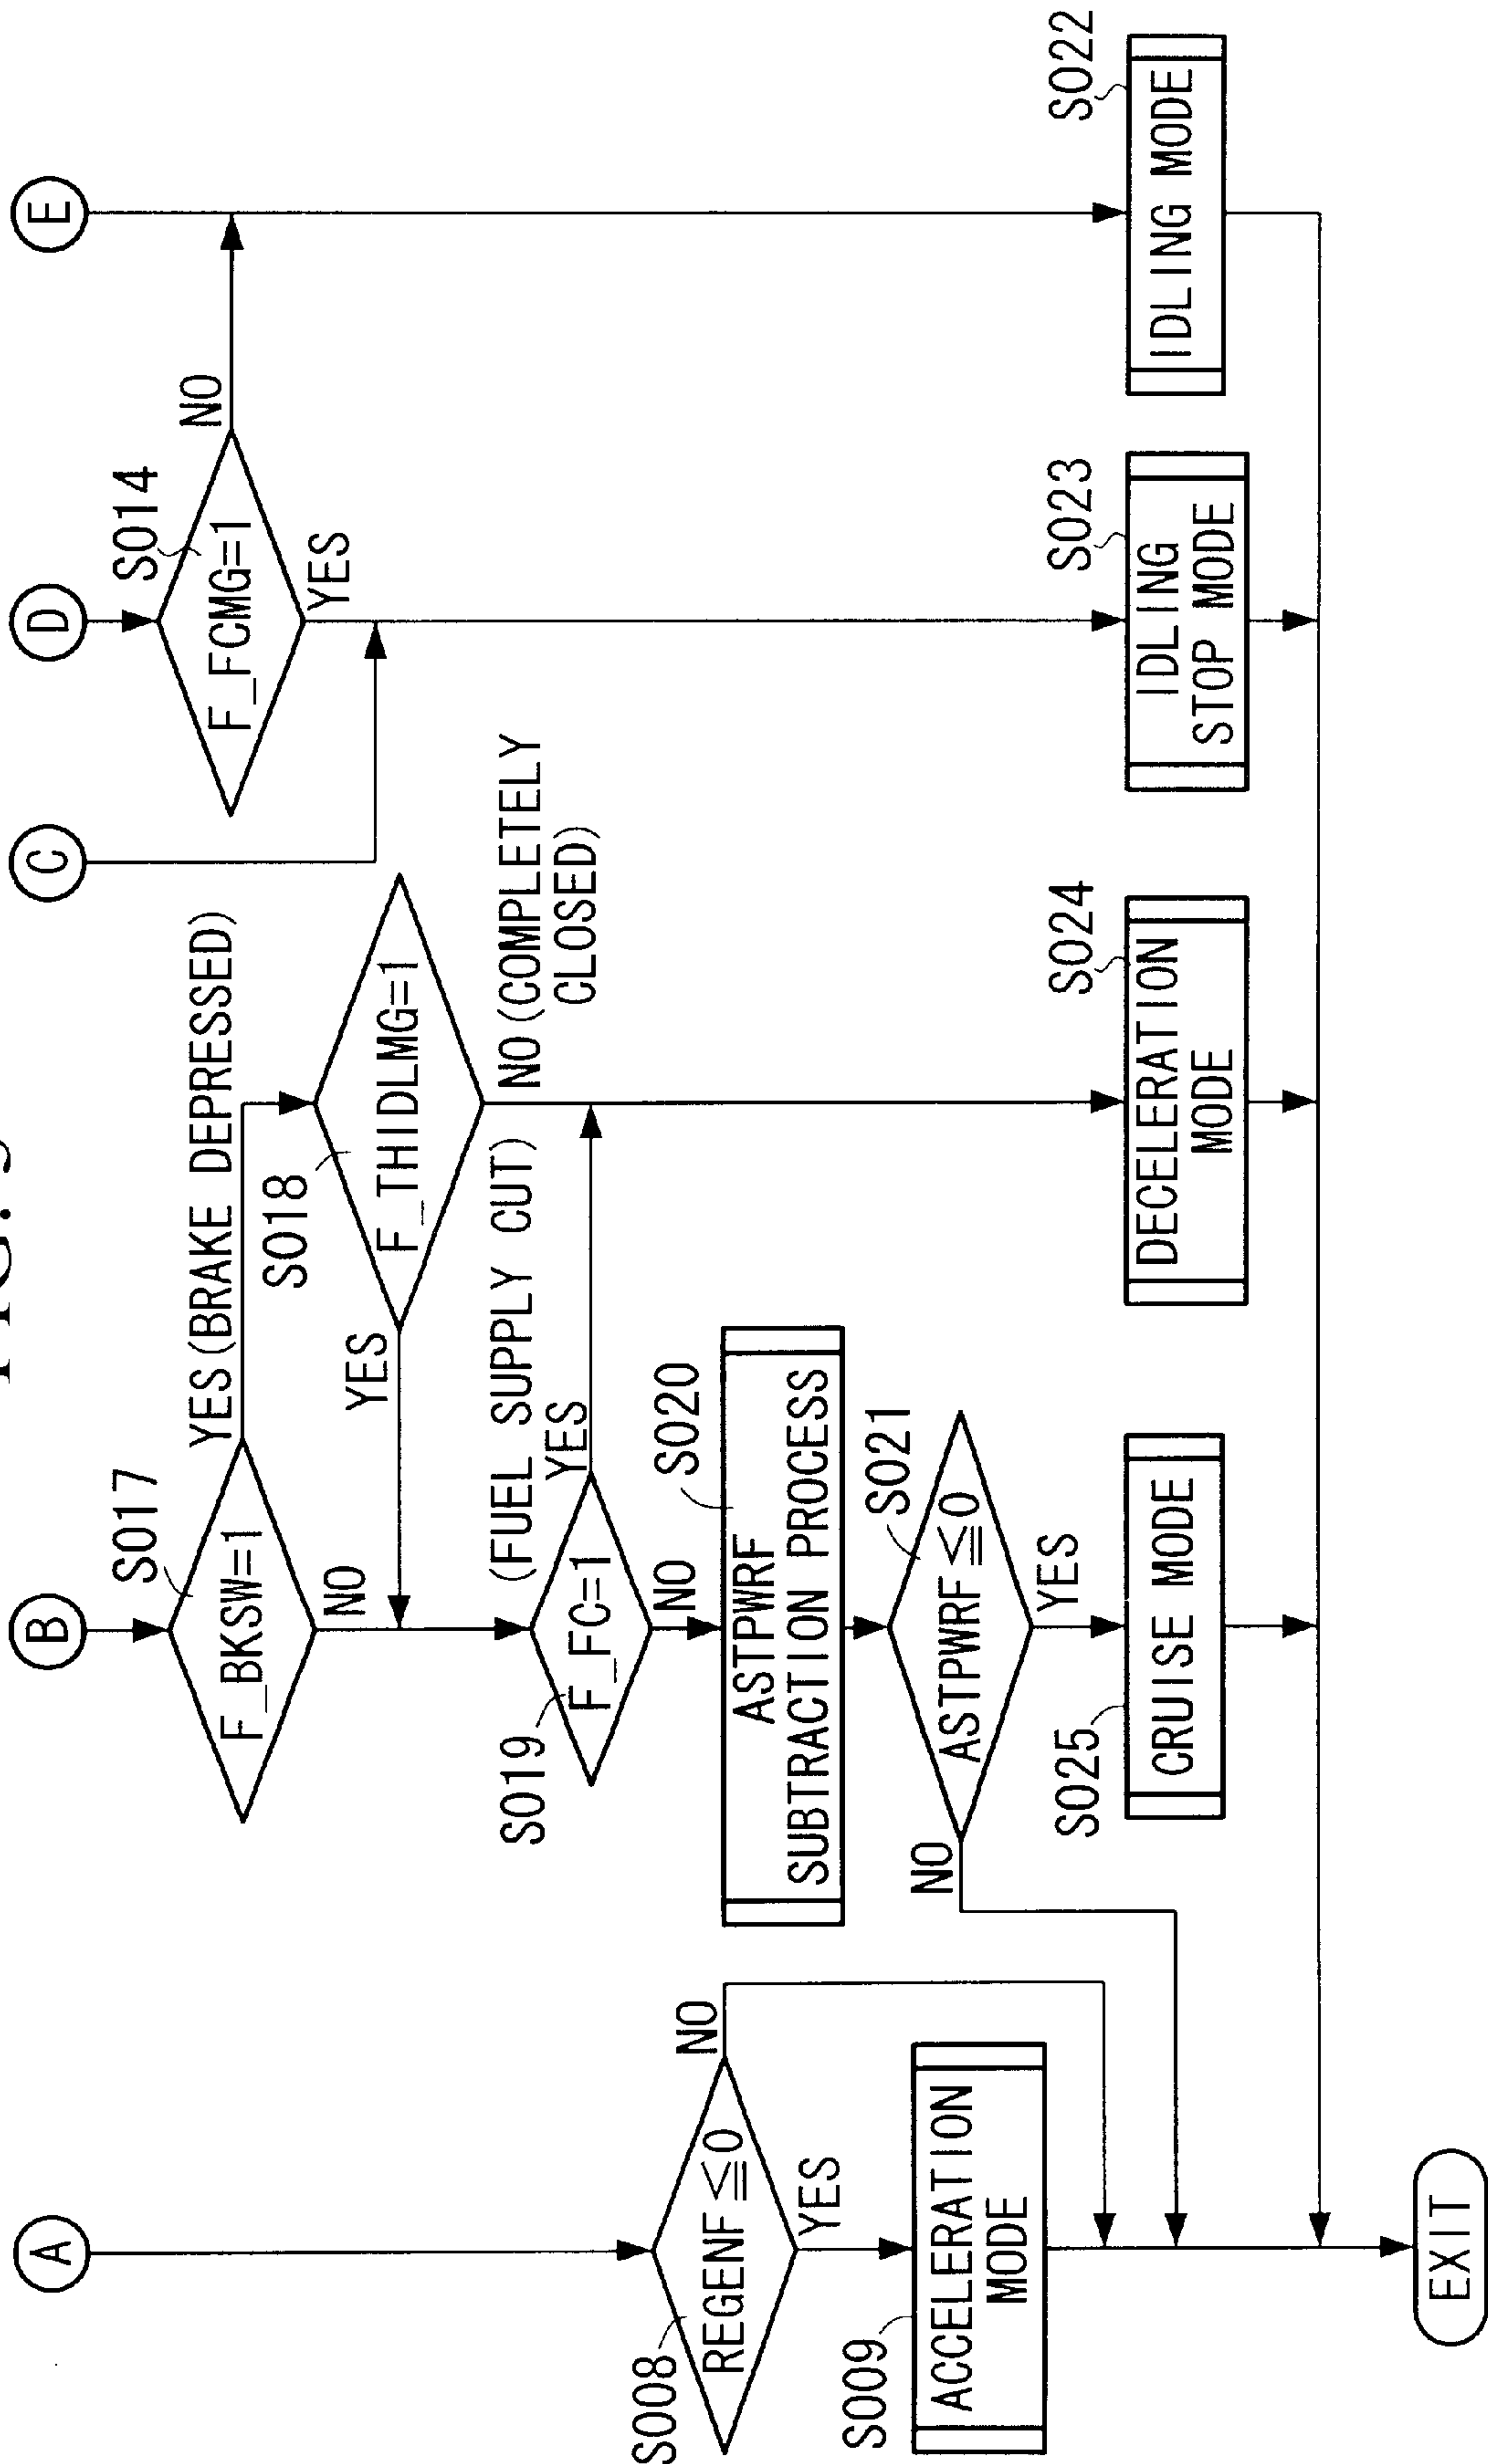 A
B
C
D
E
S014
F_FCMG=1
NO
YES
S017
F_BKSW=1
YES(BRAKE DEPRESSED)
NO
S018
F_THIDLMG=1
YES
NO(COMPLETELY
CLOSED)
(FUEL SUPPLY CUT)
S019
F_FC=1
YES
NO
S020
ASTPWRF
SUBTRACTION PROCESS
S008
REGENF≦0
NO
YES
S021
ASTPWRF≦0
NO
YES
S009
ACCELERATION
MODE
S025
CRUISE MODE
S024
DECELERATION
MODE
S023
IDLING
STOP MODE
S022
IDLING MODE
EXIT